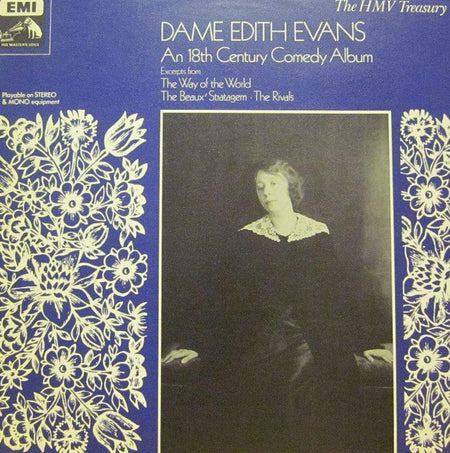 EMI
HIS MASTER'S VOICE
The HMV Treasury
DAME EDITH EVANS
An 18th Century Comedy Album
Excerpts from
The Way of the World
The Beaux' Stratagem · The Rivals
Playable on STEREO
& MONO equipment